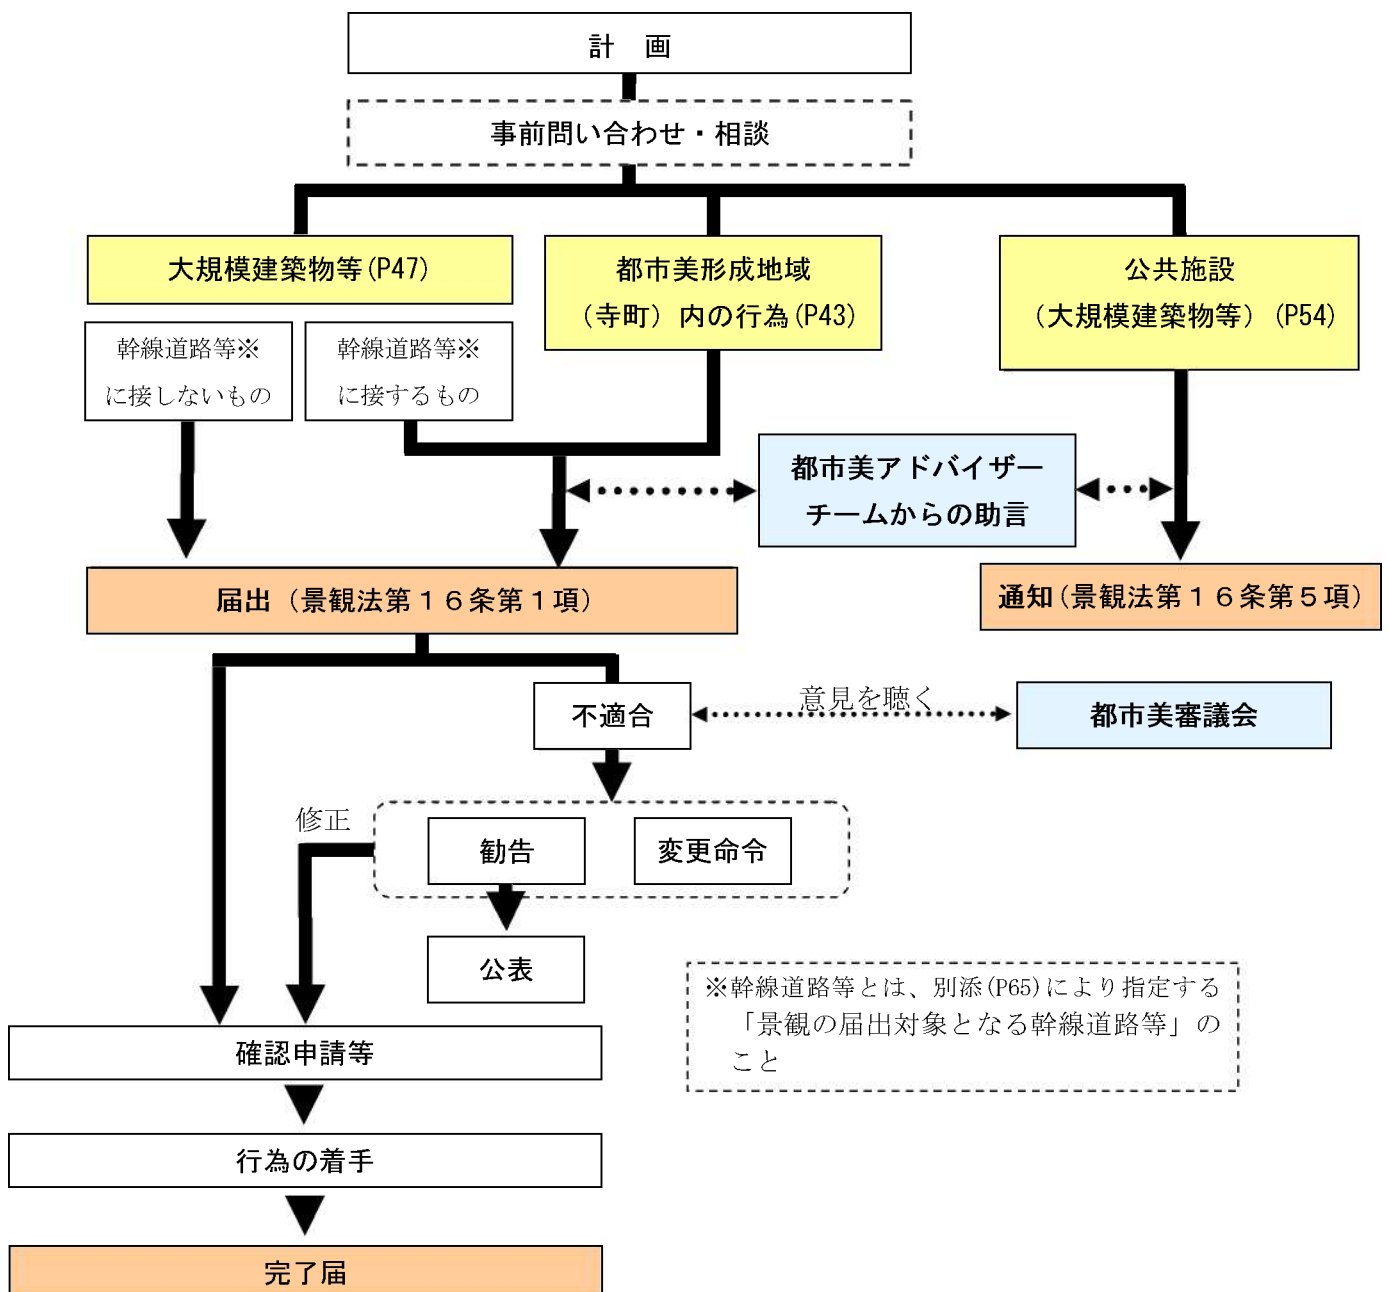 計　画
事前問い合わせ・相談
大規模建築物等(P47)
都市美形成地域
（寺町）内の行為(P43)
公共施設
（大規模建築物等）(P54)
幹線道路等※
に接しないもの
幹線道路等※
に接するもの
都市美アドバイザー
チームからの助言
届出（景観法第１６条第１項）
通知(景観法第１６条第５項)
不適合
意見を聴く
都市美審議会
修正
勧告
変更命令
公表
※幹線道路等とは、別添(P65)により指定する
「景観の届出対象となる幹線道路等」の
こと
確認申請等
行為の着手
完了届